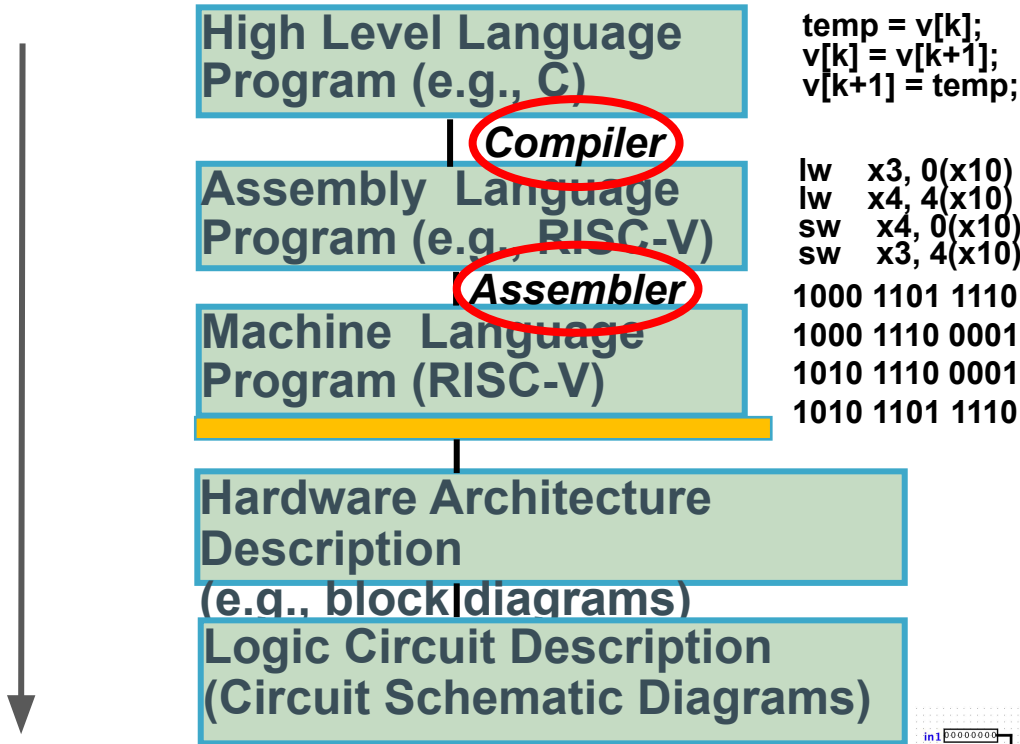 High Level Language
Program (e.g., C)
temp = v[k];
v[k] = v[k+1];
v[k+1] = temp;
Compiler
Assembly Language
Program (e.g., RISC-V)
lw x3, 0(x10)
lw x4, 4(x10)
sw x4, 0(x10)
sw x3, 4(x10)
Assembler
Machine Language
Program (RISC-V)
1000 1101 1110
1000 1110 0001
1010 1110 0001
1010 1101 1110
Hardware Architecture
Description
(e.g., block diagrams)
Logic Circuit Description
(Circuit Schematic Diagrams)
in1 00000000